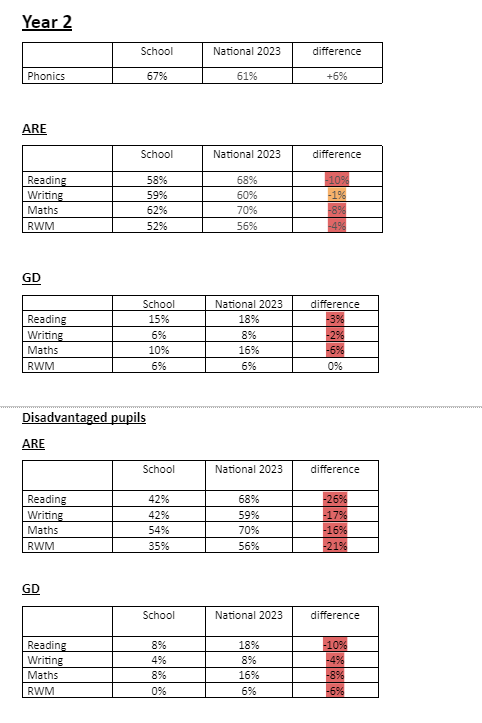 Year 2
School National 2023 difference
Phonics 67% 61% +6%
ARE
School National 2023 difference
Reading 58% 68% -10%
Writing 59% 60% -1%
Maths 62% 70% -8%
RWM 52% 56% -4%
GD
School National 2023 difference
Reading 15% 18% -3%
Writing 6% 8% -2%
Maths 10% 16% -6%
RWM 6% 6% 0%
Disadvantaged pupils
ARE
School National 2023 difference
Reading 42% 68% -26%
Writing 42% 59% -17%
Maths 54% 70% -16%
RWM 35% 56% -21%
GD
School National 2023 difference
Reading 8% 18% -10%
Writing 4% 8% -4%
Maths 8% 16% -8%
RWM 0% 6% -6%